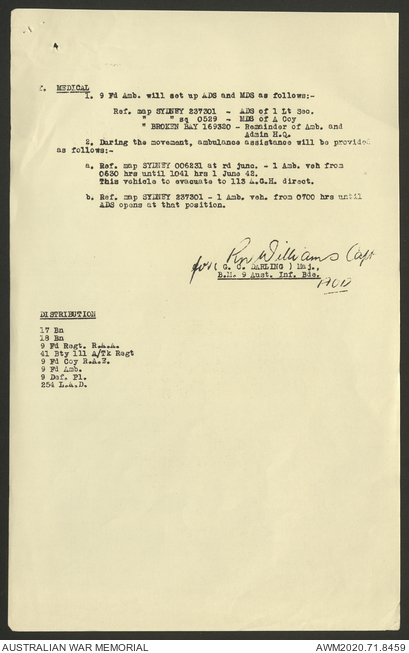 4
f. MEDICAL
1. 9 Fd Amb. will set up ADS and MDS as follows:-
Ref. map SYDNEY 237301 - ADS of 1 Lt Sec.
" " sq 0529 - MDS of A Coy
" BROKEN BAY 169320 - Remainder of Amb. and
Admin H.Q.
2. During the movement, ambulance assistance will be provided
as follows:-
a. Ref. map SYDNEY 006231 at rd junc. - 1 Amb. veh from
0630 hrs until 1041 hrs 1 June 42.
This vehicle to evacuate to 113 A.G.H. direct.
b. Ref. map SYDNEY 237301 - 1 Amb. veh. from 0700 hrs until
ADS opens at that position.
Williams Capt
for ( G. C. DARLING ) Maj.,
B.M. 9 Aust. Inf. Bde.
DISTRIBUTION
17 Bn
18 Bn
9 Fd Regt. R.A.A.
41 Bty 111 A/Tk Regt
9 Fd Coy R.A.E.
9 Fd Amb.
9 Def. Pl.
254 L.A.D.
AUSTRALIAN WAR MEMORIAL
AWM2020.71.8459